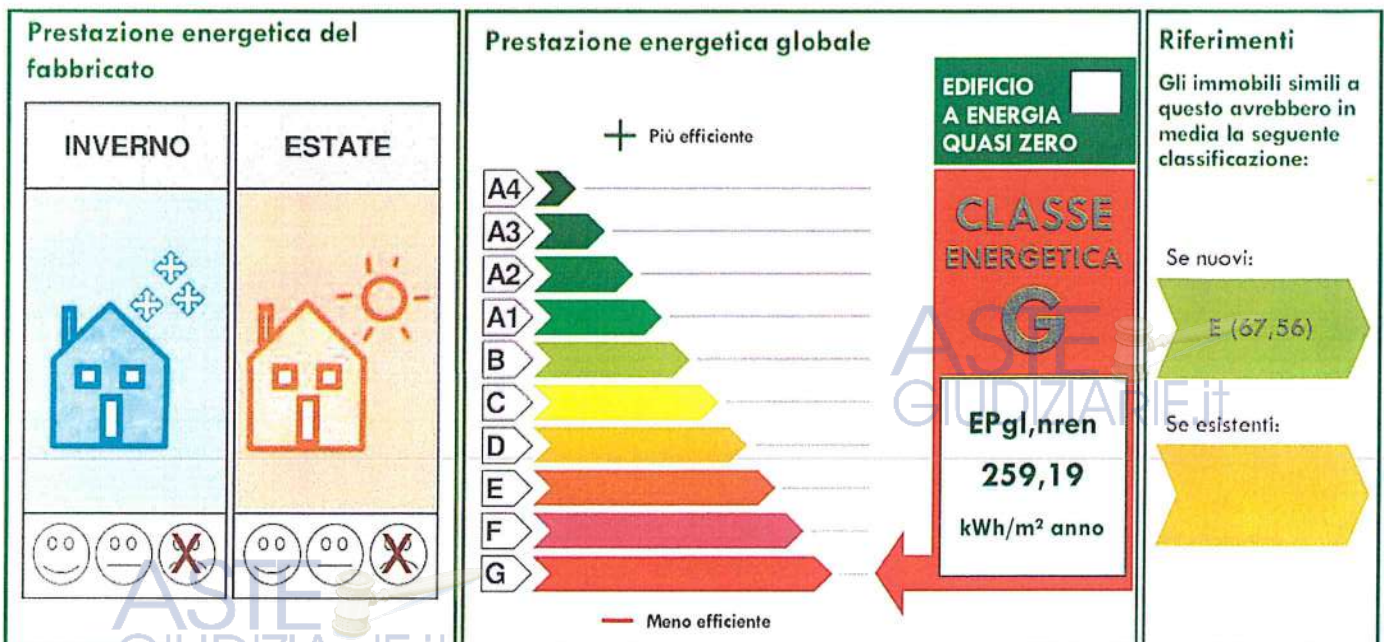 Prestazione energetica del
fabbricato
INVERNO
ESTATE
Prestazione energetica globale
+ Più efficiente
A4
A3
A2
A1
B
C
D
E
F
G
— Meno efficiente
EDIFICIO
A ENERGIA
QUASI ZERO
CLASSE
ENERGETICA
G
EPgl,nren
259,19
kWh/m² anno
Riferimenti
Gli immobili simili a
questo avrebbero in
media la seguente
classificazione:
Se nuovi:
E (67,56)
Se esistenti:
ASTE
GIUDIZIARIE.it
ASTE
GIUDIZIARIE.it